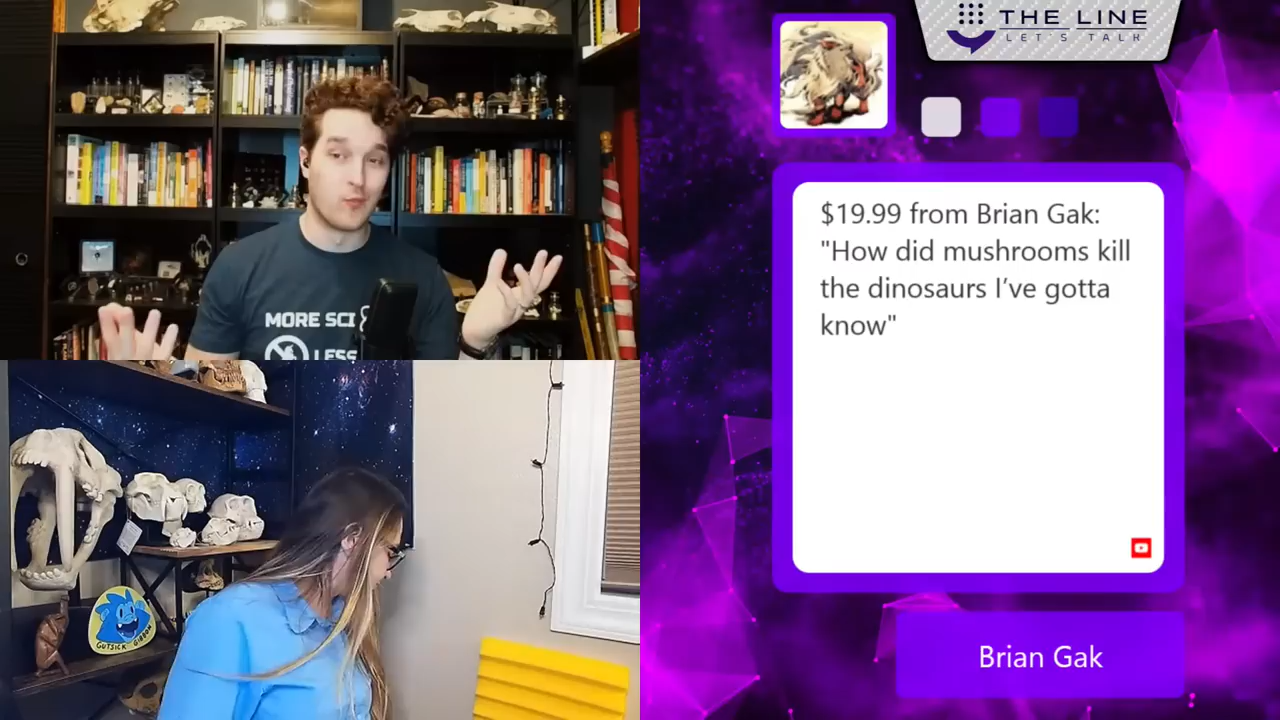 THE LINE
LET'S TALK
$19.99 from Brian Gak:
"How did mushrooms kill
the dinosaurs I’ve gotta
know"
MORE SCI
LESS
GUTSICK GIBBON
Brian Gak